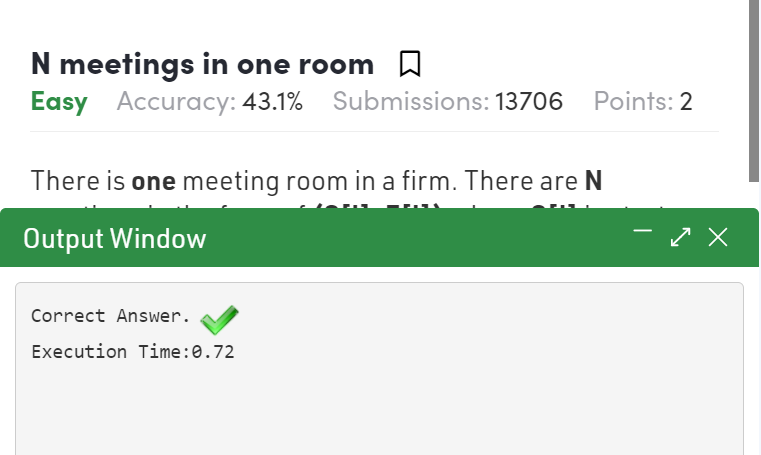 N meetings in one room
Easy Accuracy: 43.1% Submissions: 13706 Points: 2
There is one meeting room in a firm. There are N
Output Window
Correct Answer.
Execution Time:0.72